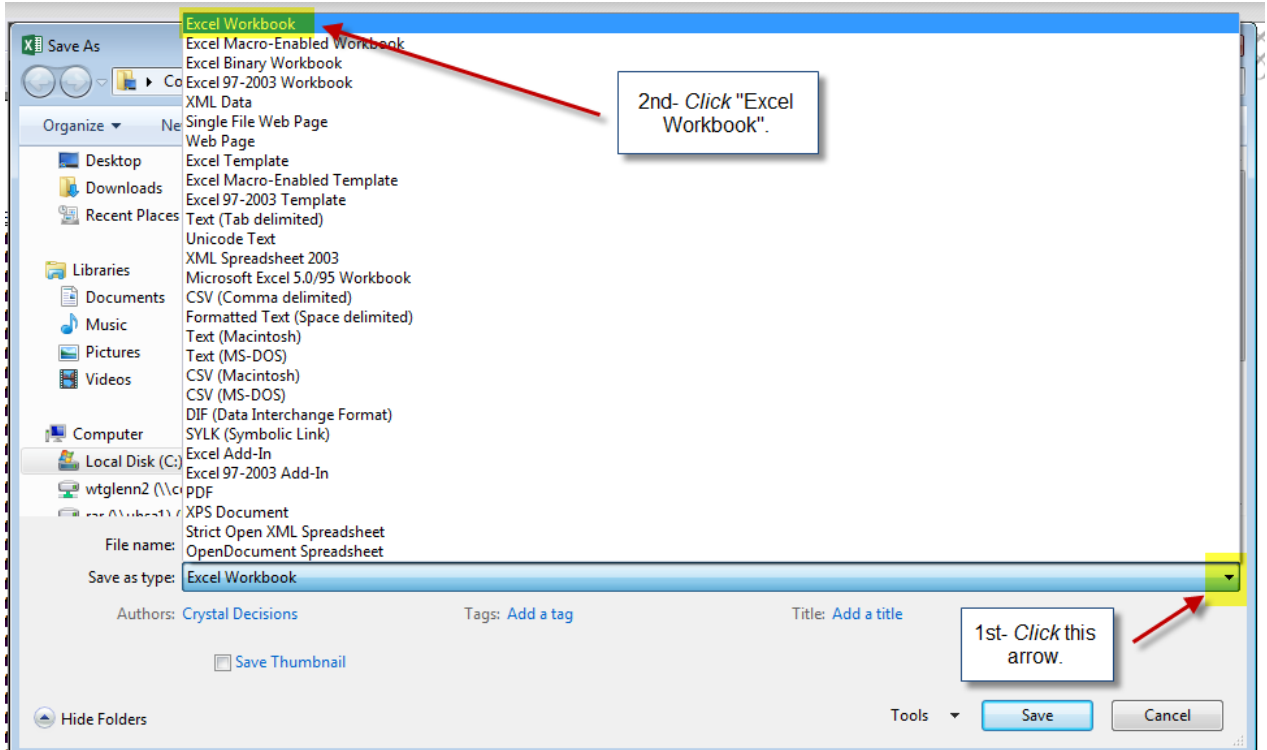 Save As
Co
Organize
Ne
Desktop
Downloads
Recent Places
Libraries
Documents
Music
Pictures
Videos
Computer
Local Disk (C:)
wtglenn2 (\\c
Excel Workbook
Excel Macro-Enabled Workbook
Excel Binary Workbook
Excel 97-2003 Workbook
XML Data
Single File Web Page
Web Page
Excel Template
Excel Macro-Enabled Template
Excel 97-2003 Template
Text (Tab delimited)
Unicode Text
XML Spreadsheet 2003
Microsoft Excel 5.0/95 Workbook
CSV (Comma delimited)
Formatted Text (Space delimited)
Text (Macintosh)
Text (MS-DOS)
CSV (Macintosh)
CSV (MS-DOS)
DIF (Data Interchange Format)
SYLK (Symbolic Link)
Excel Add-In
Excel 97-2003 Add-In
PDF
XPS Document
Strict Open XML Spreadsheet
OpenDocument Spreadsheet
2nd- Click "Excel
Workbook".
File name:
Save as type: Excel Workbook
Authors: Crystal Decisions
Tags: Add a tag
Title: Add a title
1st- Click this
arrow.
Save Thumbnail
Hide Folders
Tools
Save
Cancel